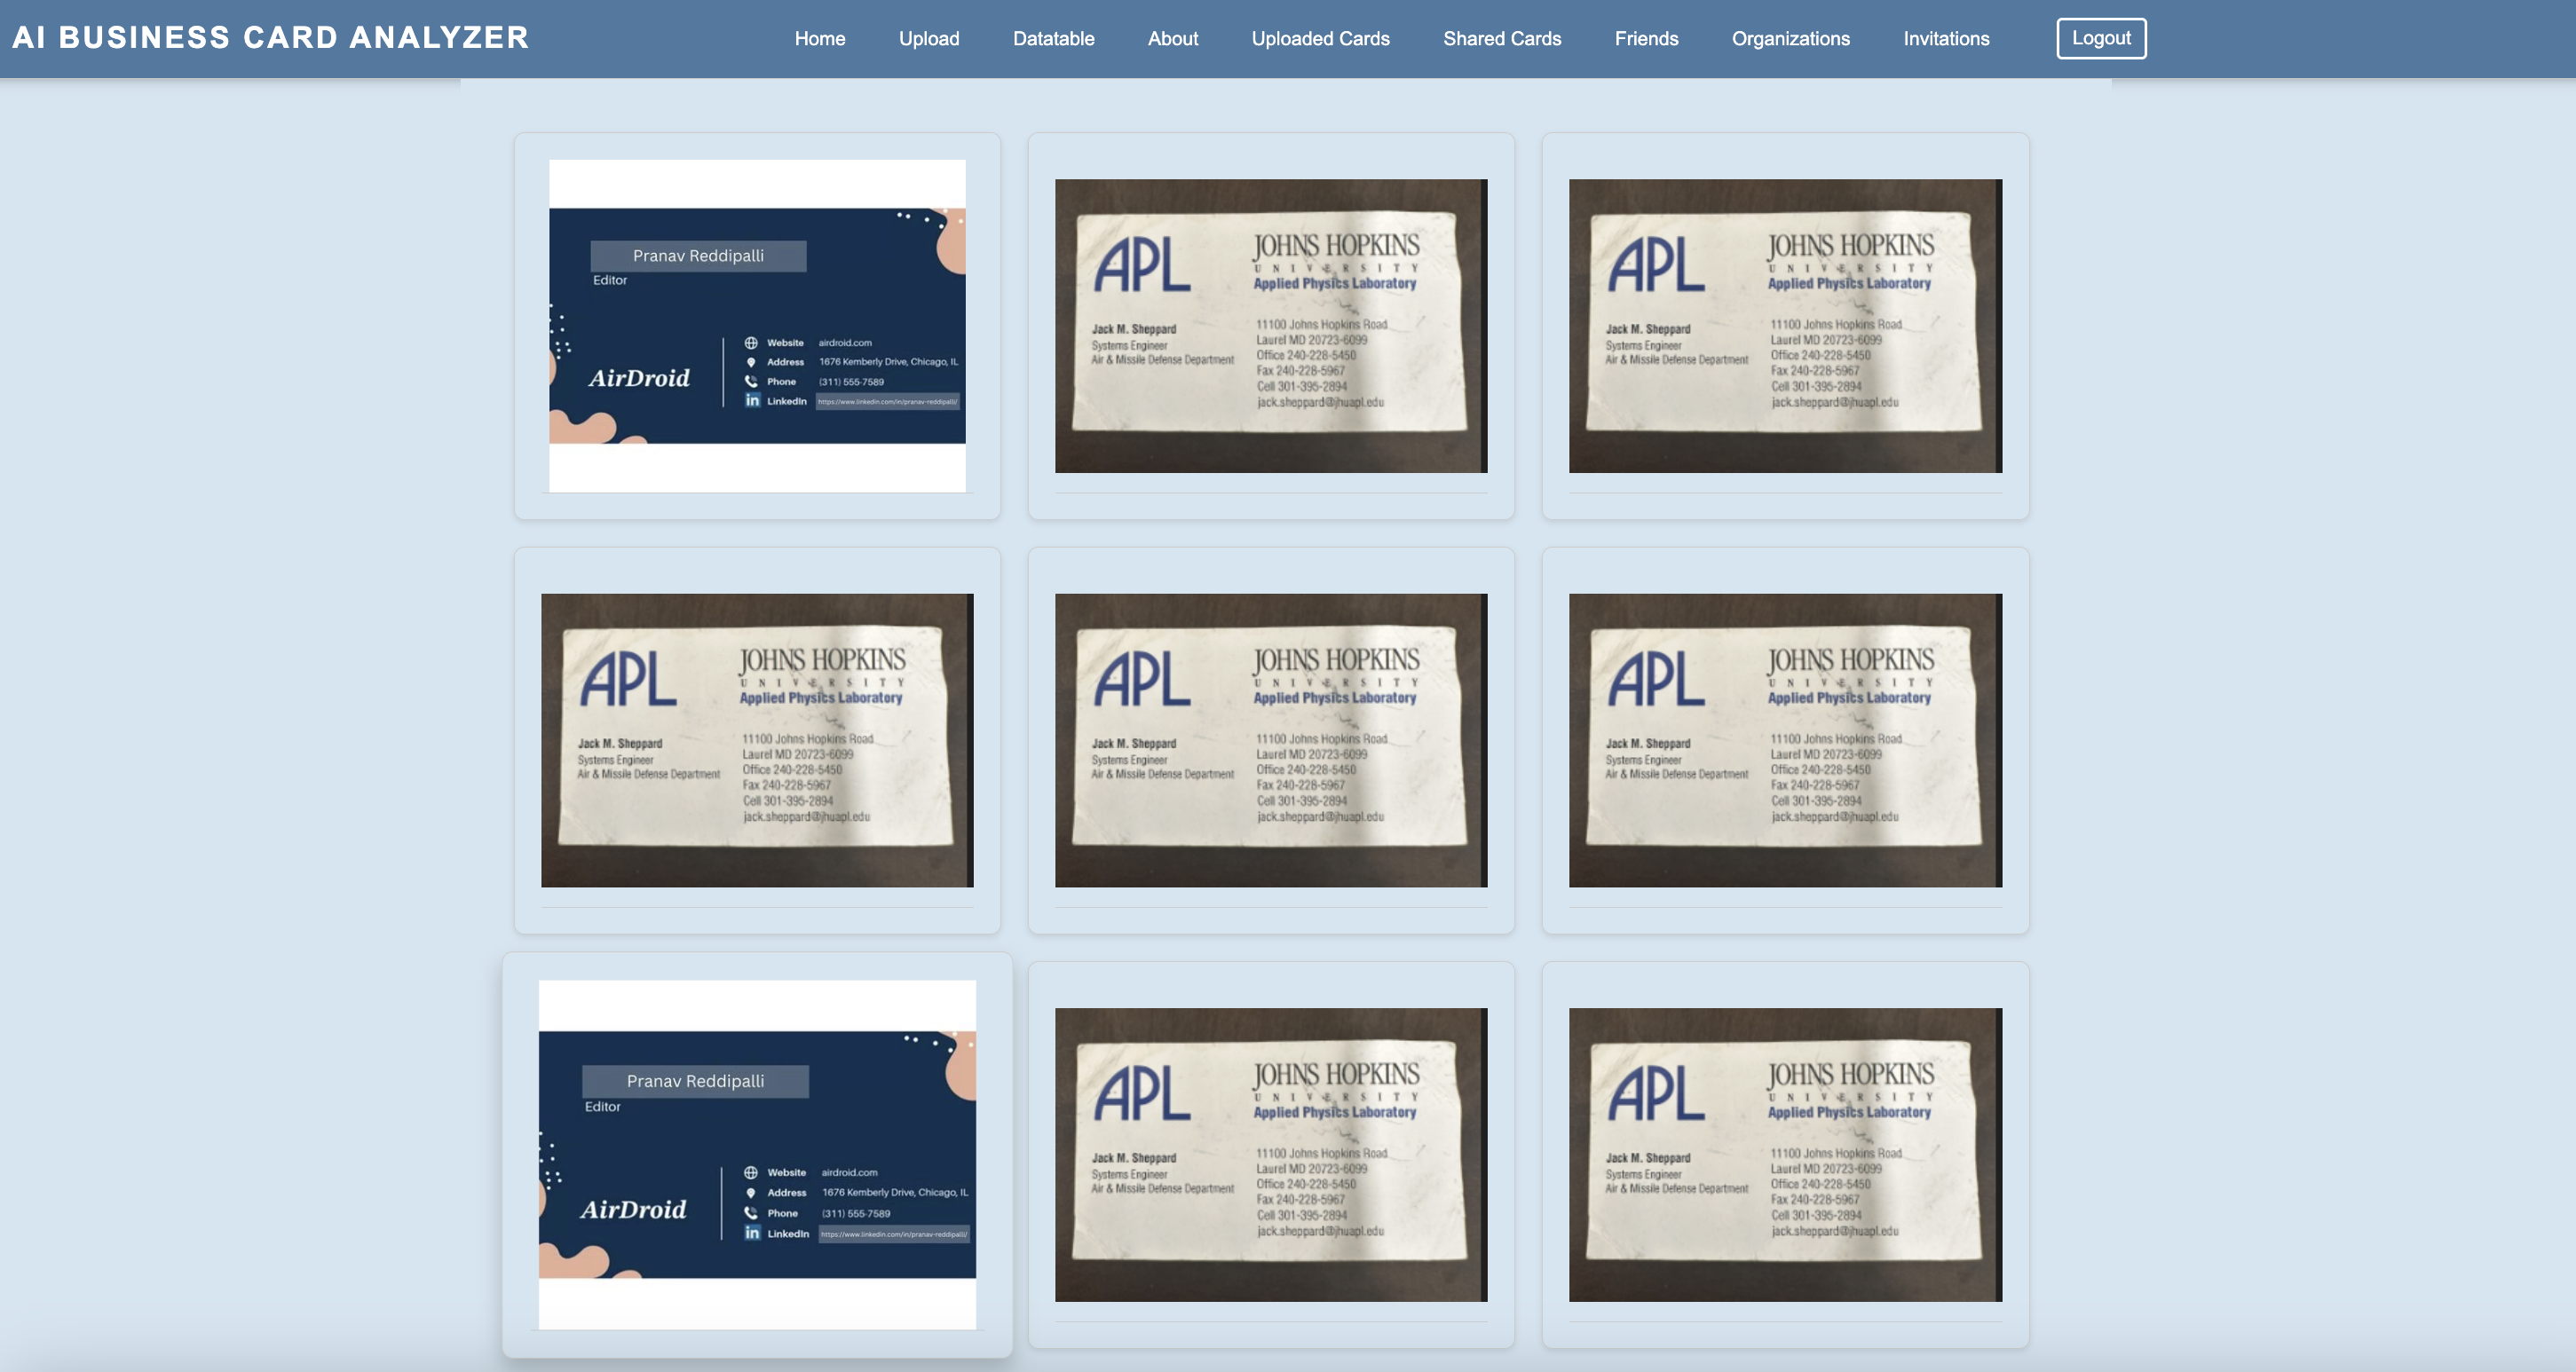 AI BUSINESS CARD ANALYZER
Home Upload Datatable About Uploaded Cards Shared Cards Friends Organizations Invitations Logout
Pranav Reddipalli
Editor
AirDroid
Website airdroid.com
Address 1676 Kemberly Drive, Chicago, IL
Phone (311) 555-7589
LinkedIn https://www.linkedin.com/in/pranav-reddipalli/
APL
JOHNS HOPKINS
UNIVERSITY
Applied Physics Laboratory
Jack M. Sheppard
Systems Engineer
Air & Missile Defense Department
11100 Johns Hopkins Road
Laurel MD 20723-6099
Office 240-228-5450
Fax 240-228-5967
Cell 301-395-2894
jack.sheppard@jhuapl.edu
APL
JOHNS HOPKINS
UNIVERSITY
Applied Physics Laboratory
Jack M. Sheppard
Systems Engineer
Air & Missile Defense Department
11100 Johns Hopkins Road
Laurel MD 20723-6099
Office 240-228-5450
Fax 240-228-5967
Cell 301-395-2894
jack.sheppard@jhuapl.edu
APL
JOHNS HOPKINS
UNIVERSITY
Applied Physics Laboratory
Jack M. Sheppard
Systems Engineer
Air & Missile Defense Department
11100 Johns Hopkins Road
Laurel MD 20723-6099
Office 240-228-5450
Fax 240-228-5967
Cell 301-395-2894
jack.sheppard@jhuapl.edu
APL
JOHNS HOPKINS
UNIVERSITY
Applied Physics Laboratory
Jack M. Sheppard
Systems Engineer
Air & Missile Defense Department
11100 Johns Hopkins Road
Laurel MD 20723-6099
Office 240-228-5450
Fax 240-228-5967
Cell 301-395-2894
jack.sheppard@jhuapl.edu
APL
JOHNS HOPKINS
UNIVERSITY
Applied Physics Laboratory
Jack M. Sheppard
Systems Engineer
Air & Missile Defense Department
11100 Johns Hopkins Road
Laurel MD 20723-6099
Office 240-228-5450
Fax 240-228-5967
Cell 301-395-2894
jack.sheppard@jhuapl.edu
Pranav Reddipalli
Editor
AirDroid
Website airdroid.com
Address 1676 Kemberly Drive, Chicago, IL
Phone (311) 555-7589
LinkedIn https://www.linkedin.com/in/pranav-reddipalli/
APL
JOHNS HOPKINS
UNIVERSITY
Applied Physics Laboratory
Jack M. Sheppard
Systems Engineer
Air & Missile Defense Department
11100 Johns Hopkins Road
Laurel MD 20723-6099
Office 240-228-5450
Fax 240-228-5967
Cell 301-395-2894
jack.sheppard@jhuapl.edu
APL
JOHNS HOPKINS
UNIVERSITY
Applied Physics Laboratory
Jack M. Sheppard
Systems Engineer
Air & Missile Defense Department
11100 Johns Hopkins Road
Laurel MD 20723-6099
Office 240-228-5450
Fax 240-228-5967
Cell 301-395-2894
jack.sheppard@jhuapl.edu